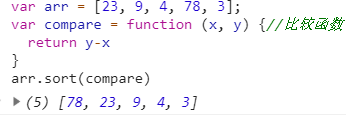 var arr = [23, 9, 4, 78, 3];
var compare = function (x, y) {//比较函数
  return y-x
}
arr.sort(compare)
▶ (5) [78, 23, 9, 4, 3]